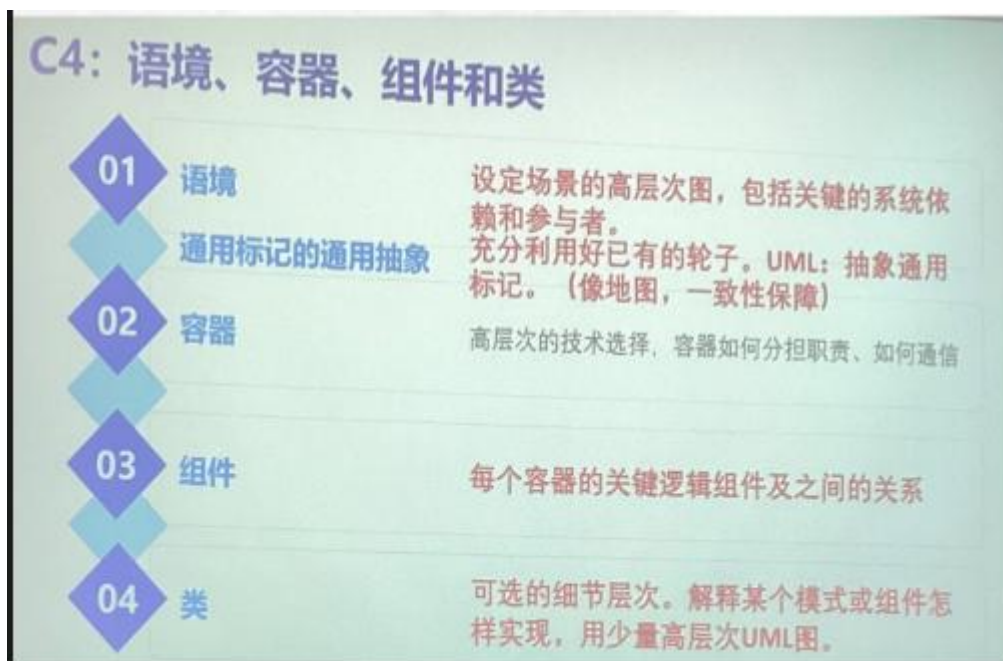 C4：语境、容器、组件和类
01
语境
设定场景的高层次图，包括关键的系统依
赖和参与者。
通用标记的通用抽象
充分利用好已有的轮子。UML：抽象通用
标记。（像地图，一致性保障）
02
容器
高层次的技术选择，容器如何分担职责、如何通信
03
组件
每个容器的关键逻辑组件及之间的关系
04
类
可选的细节层次。解释某个模式或组件怎
样实现，用少量高层次UML图。